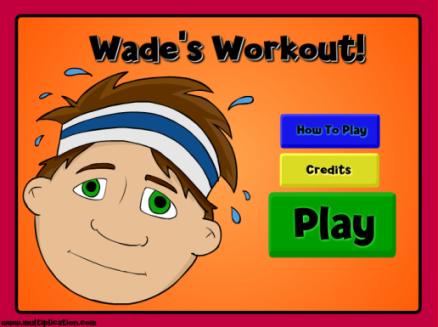 Wade's Workout!
How To Play
Credits
Play
www.multiplication.com